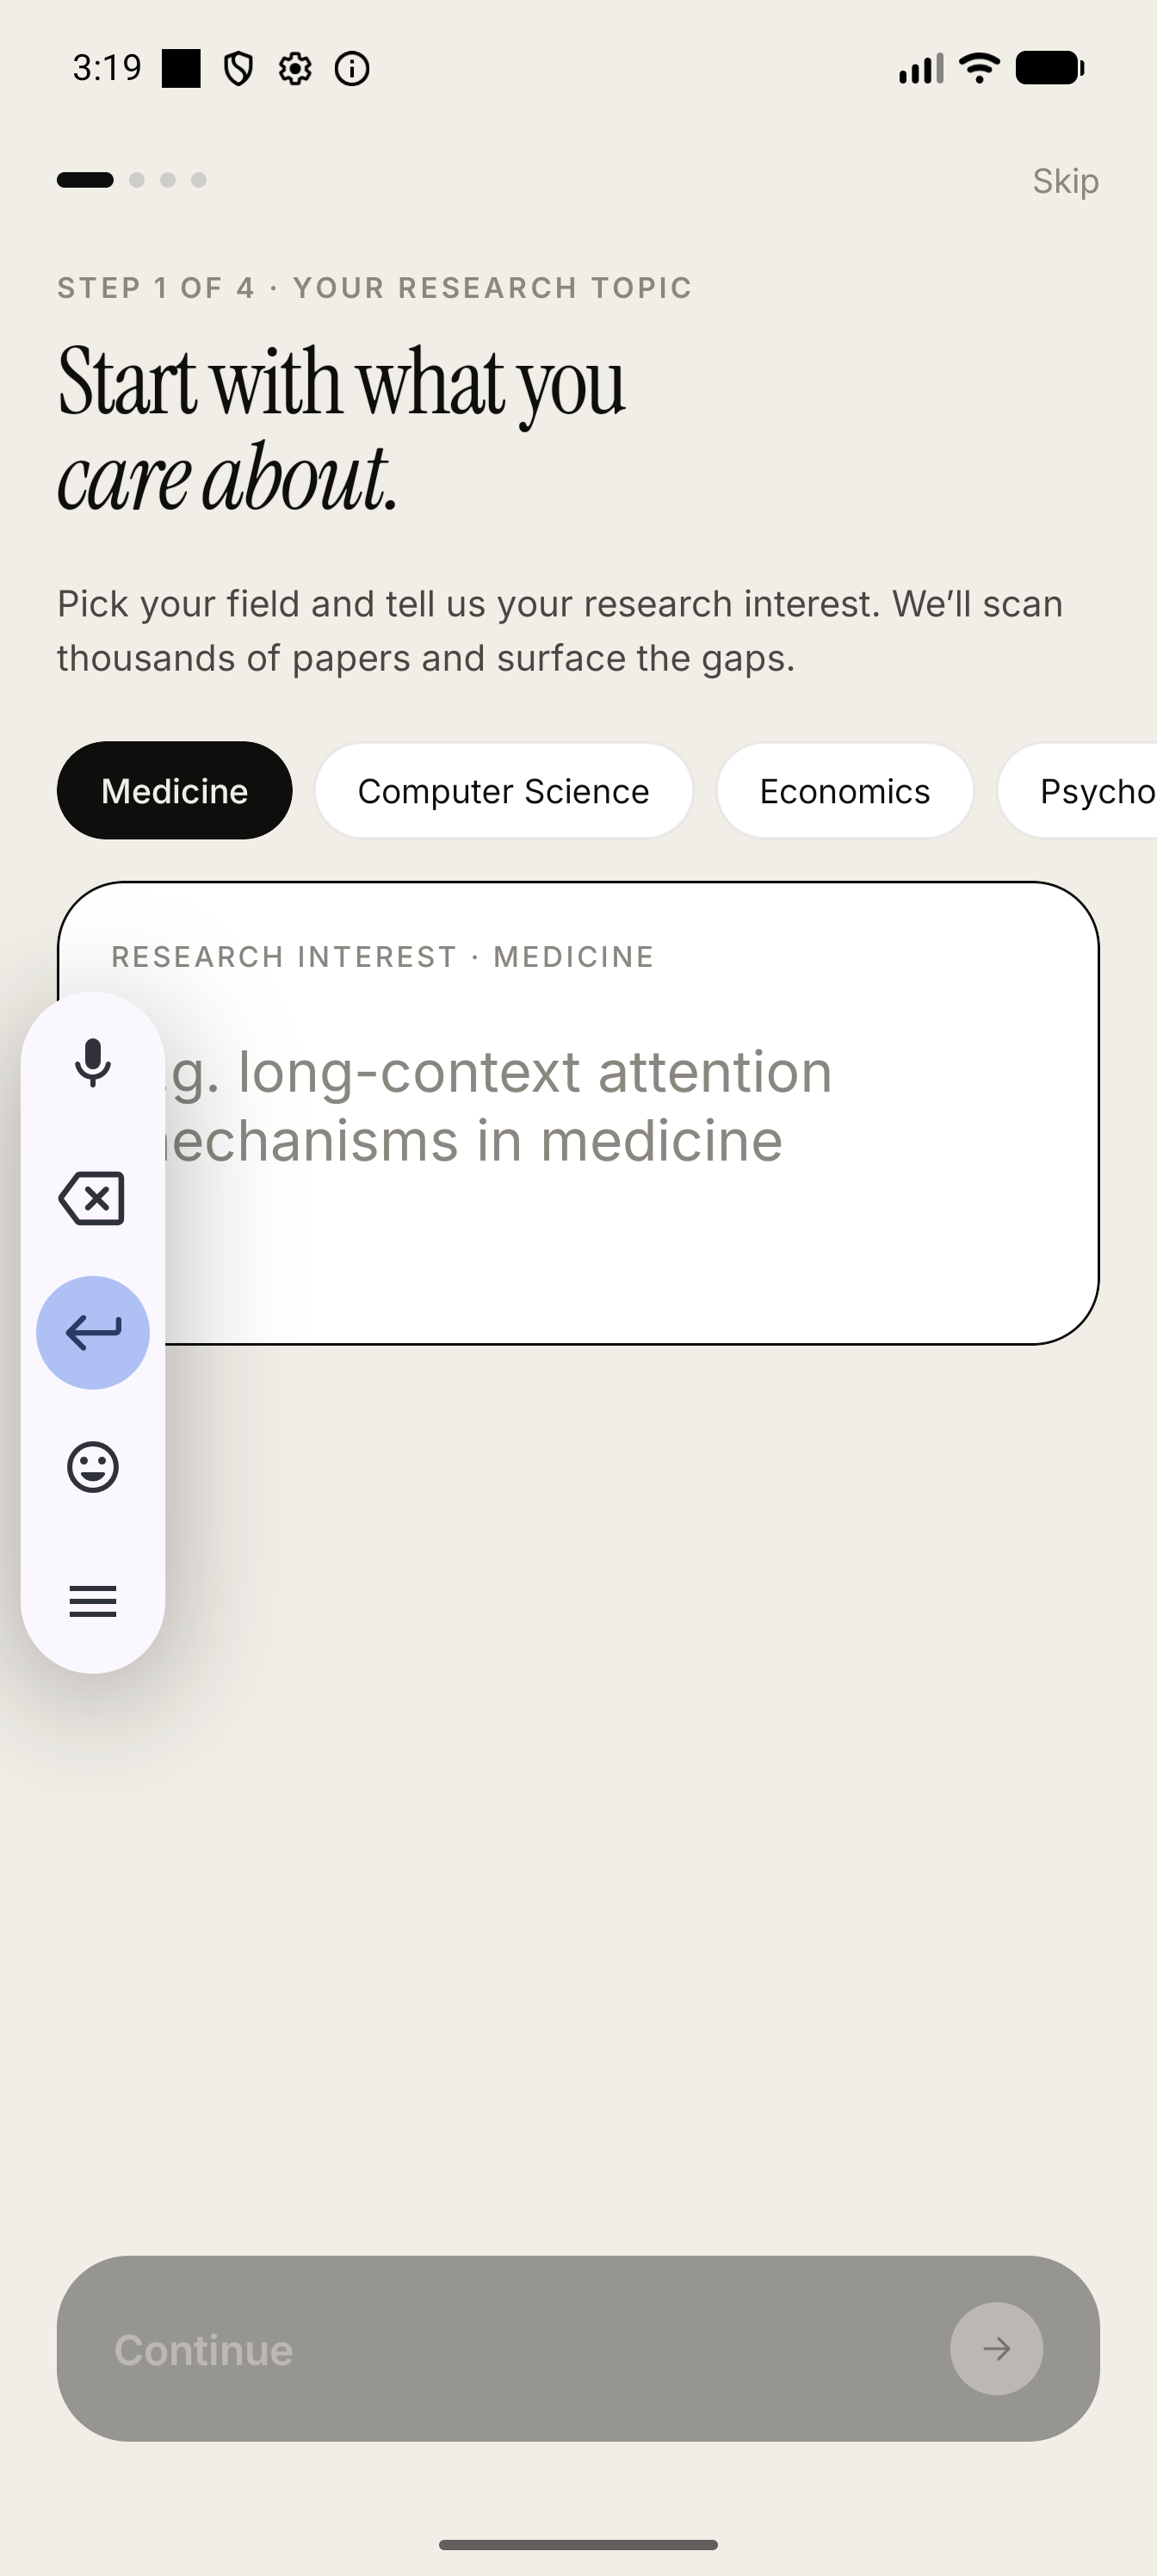 3:19
Skip
STEP 1 OF 4 · YOUR RESEARCH TOPIC
Start with what you
care about.
Pick your field and tell us your research interest. We’ll scan
thousands of papers and surface the gaps.
Medicine Computer Science Economics Psycho
RESEARCH INTEREST · MEDICINE
.g. long-context attention
echanisms in medicine
Continue